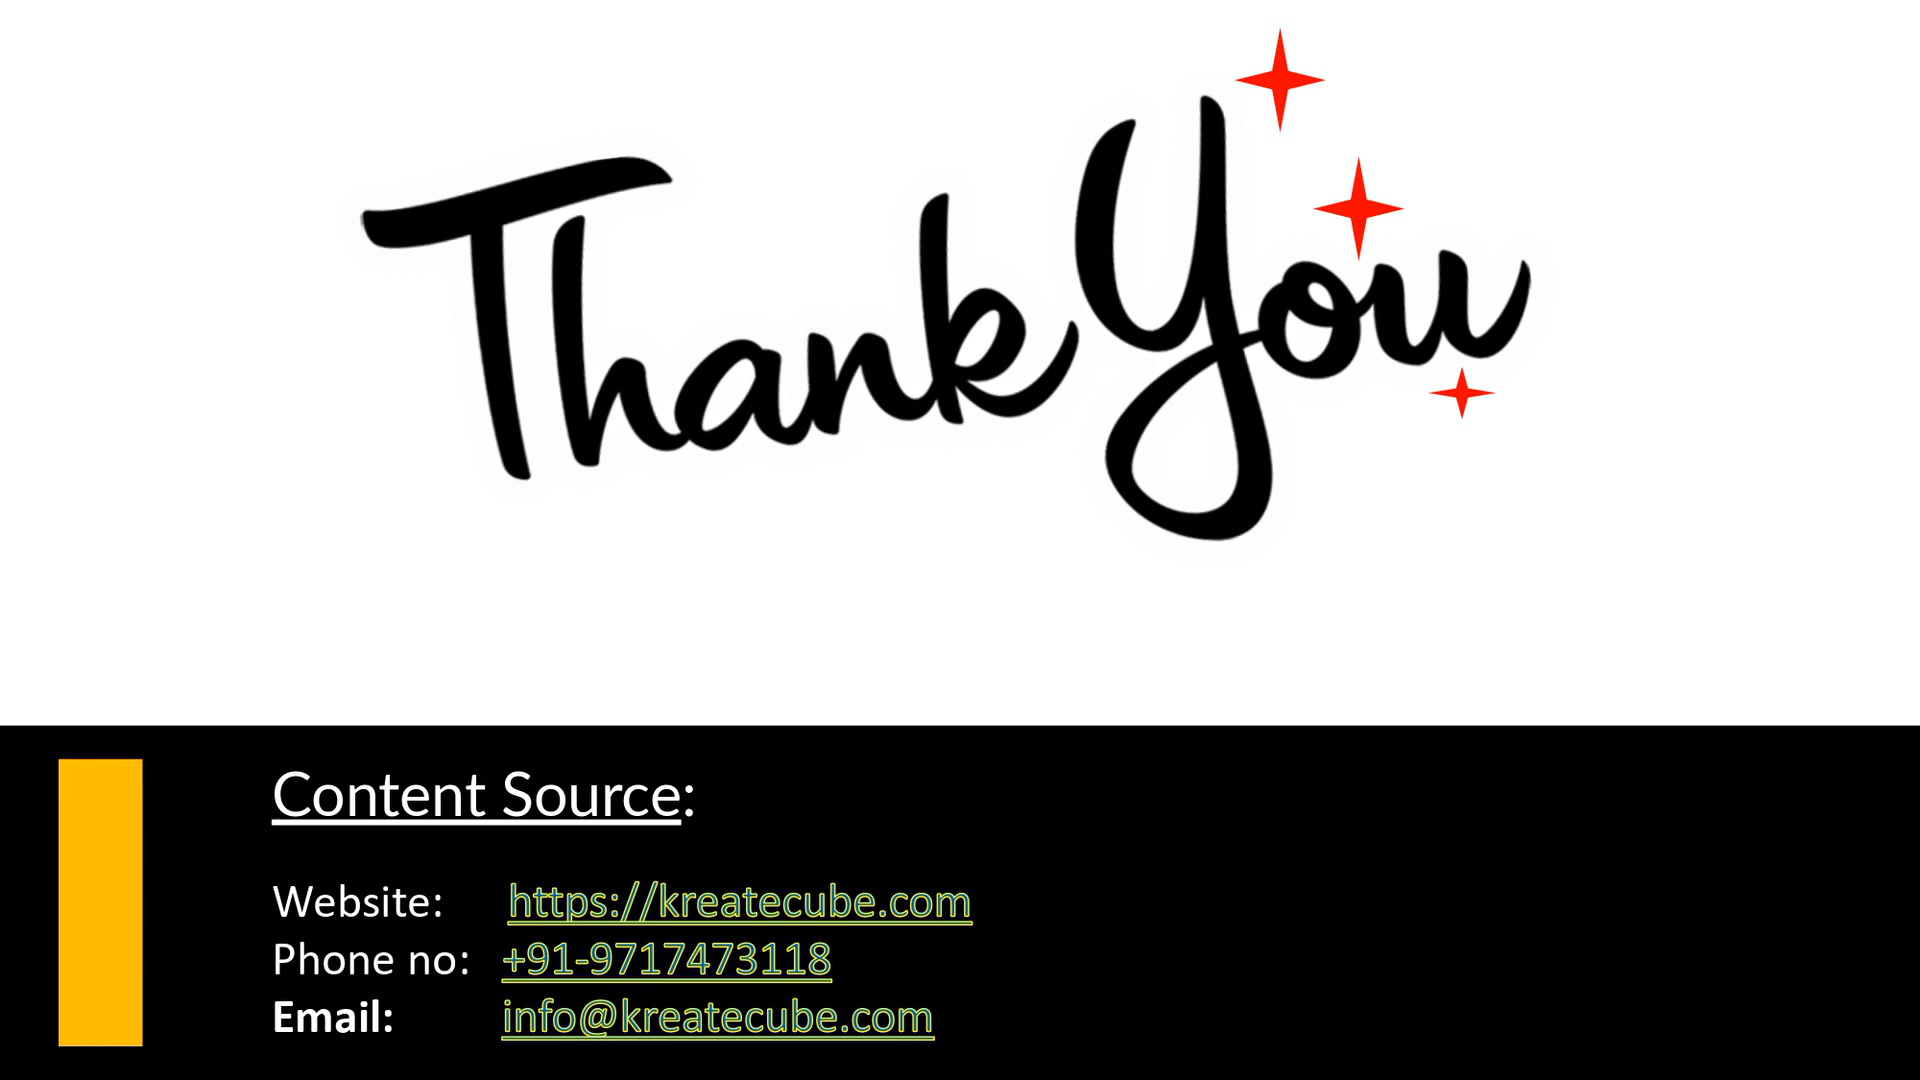 Thank You
Content Source:
Website: https://kreatecube.com
Phone no: +91-9717473118
Email: info@kreatecube.com